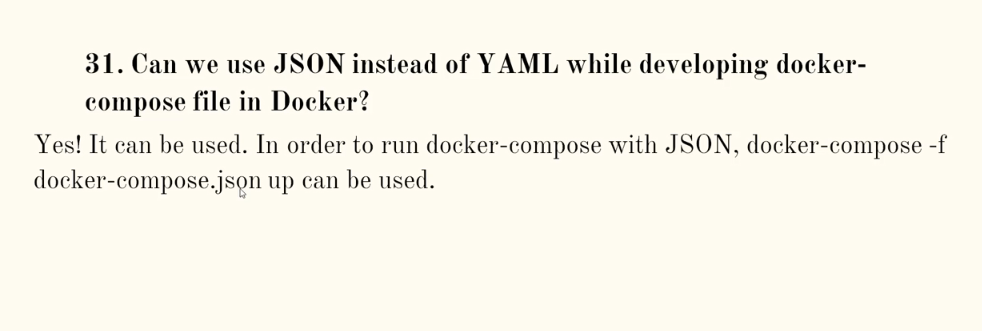 31. Can we use JSON instead of YAML while developing docker-
compose file in Docker?
Yes! It can be used. In order to run docker-compose with JSON, docker-compose -f
docker-compose.json up can be used.